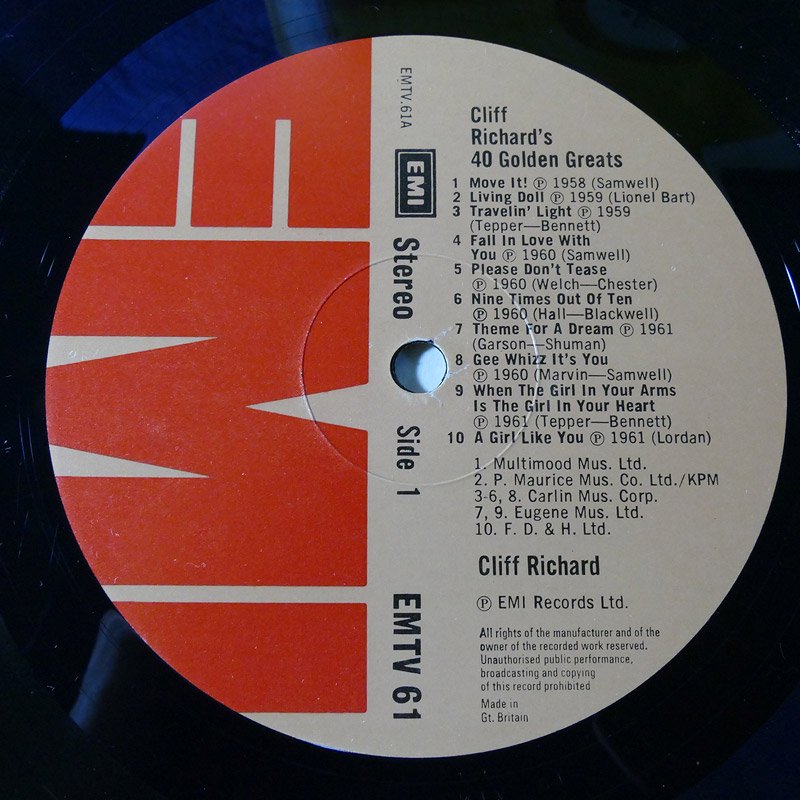 EMTV.61A
EMI
Stereo
Side 1
EMTV 61
EMI
Cliff
Richard's
40 Golden Greats
1 Move It! ℗ 1958 (Samwell)
2 Living Doll ℗ 1959 (Lionel Bart)
3 Travelin' Light ℗ 1959
(Tepper—Bennett)
4 Fall In Love With
You ℗ 1960 (Samwell)
5 Please Don't Tease
℗ 1960 (Welch—Chester)
6 Nine Times Out Of Ten
℗ 1960 (Hall—Blackwell)
7 Theme For A Dream ℗ 1961
(Garson—Shuman)
8 Gee Whizz It's You
℗ 1960 (Marvin—Samwell)
9 When The Girl In Your Arms
Is The Girl In Your Heart
℗ 1961 (Tepper—Bennett)
10 A Girl Like You ℗ 1961 (Lordan)
1. Multimood Mus. Ltd.
2. P. Maurice Mus. Co. Ltd./KPM
3-6, 8. Carlin Mus. Corp.
7, 9. Eugene Mus. Ltd.
10. F. D. & H. Ltd.
Cliff Richard
℗ EMI Records Ltd.
All rights of the manufacturer and of the
owner of the recorded work reserved.
Unauthorised public performance,
broadcasting and copying
of this record prohibited
Made in
Gt. Britain